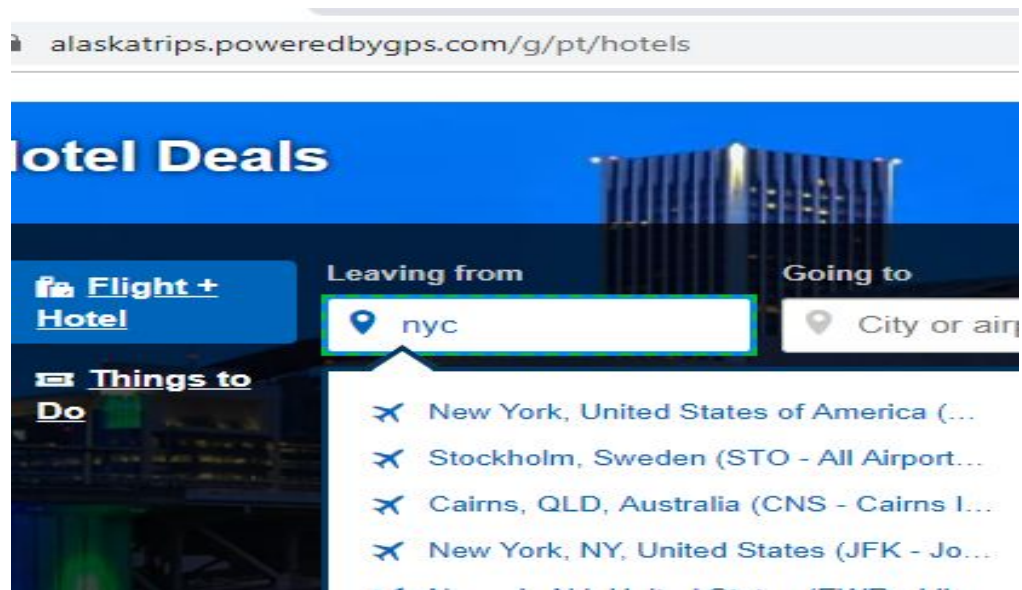 alaskatrips.poweredbygps.com/g/pt/hotels
otel Deals
Flight +
Hotel
Things to
Do
Leaving from
nyc
Going to
City or airp
New York, United States of America (...
Stockholm, Sweden (STO - All Airport...
Cairns, QLD, Australia (CNS - Cairns I...
New York, NY, United States (JFK - Jo...